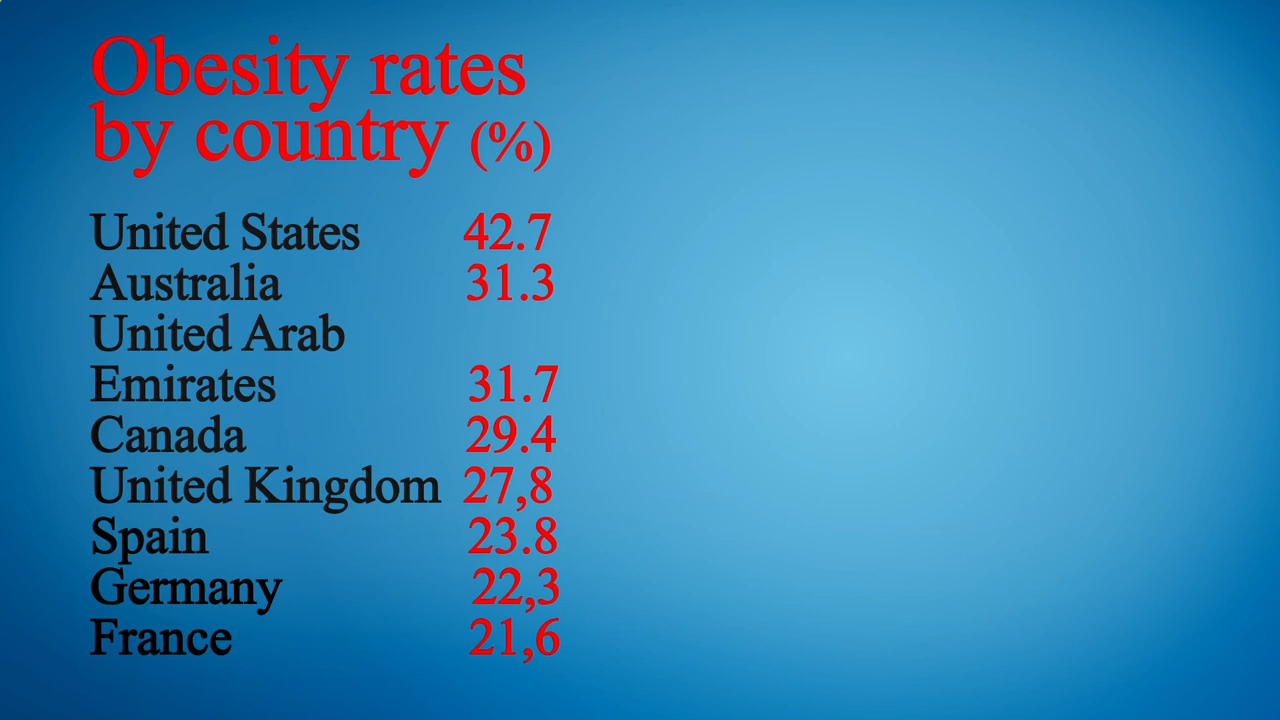 Obesity rates
by country (%)
United States 42.7
Australia 31.3
United Arab
Emirates 31.7
Canada 29.4
United Kingdom 27,8
Spain 23.8
Germany 22,3
France 21,6